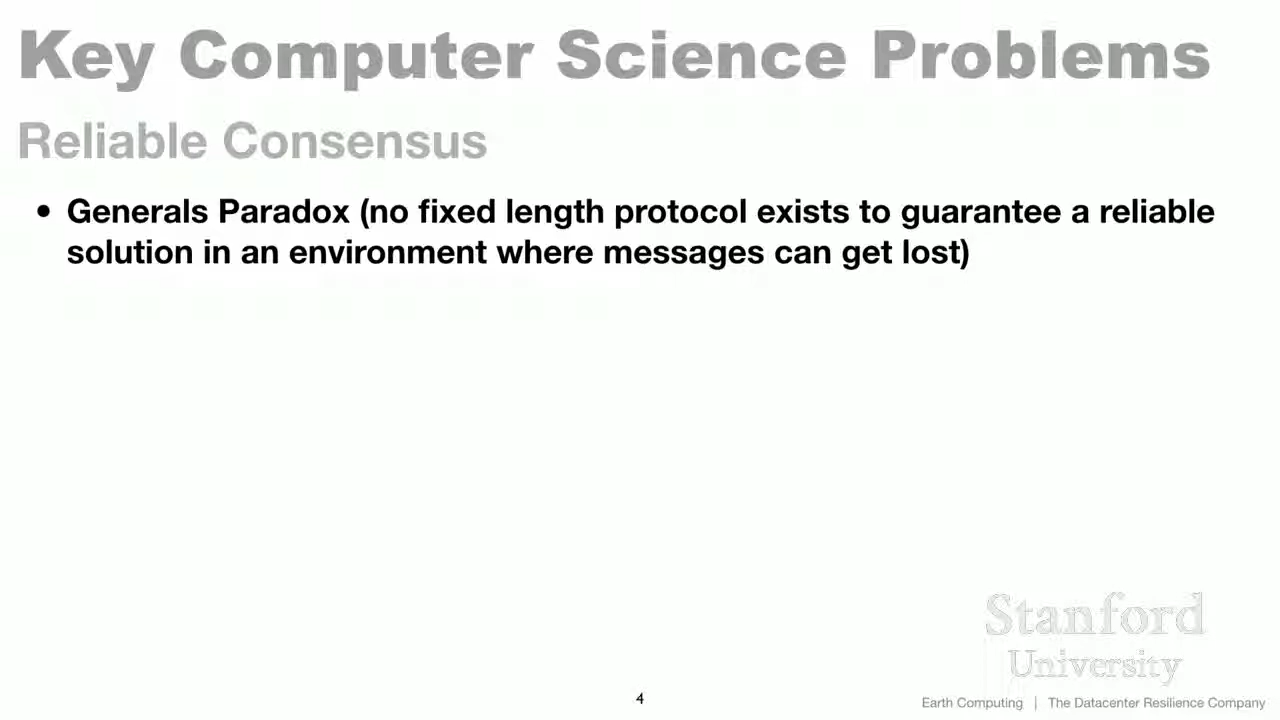 Key Computer Science Problems
Reliable Consensus
• Generals Paradox (no fixed length protocol exists to guarantee a reliable
solution in an environment where messages can get lost)
Stanford
University
4
Earth Computing | The Datacenter Resilience Company